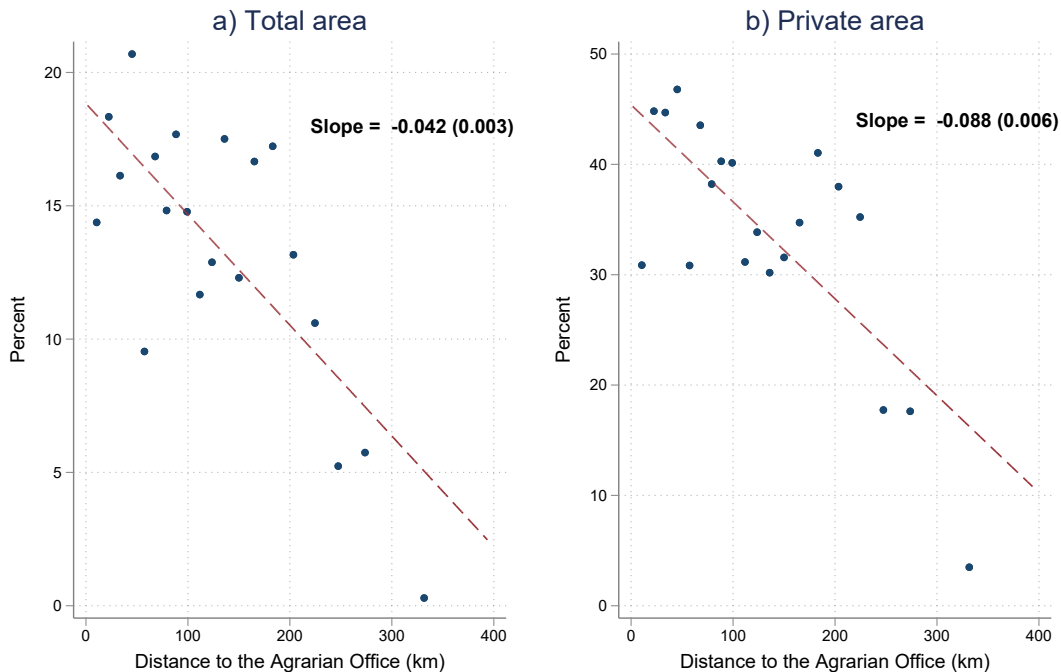 a) Total area
Slope =  -0.042 (0.003)
Percent
20
15
10
5
0
0 100 200 300 400
Distance to the Agrarian Office (km)
b) Private area
Slope =  -0.088 (0.006)
Percent
50
40
30
20
10
0
0 100 200 300 400
Distance to the Agrarian Office (km)